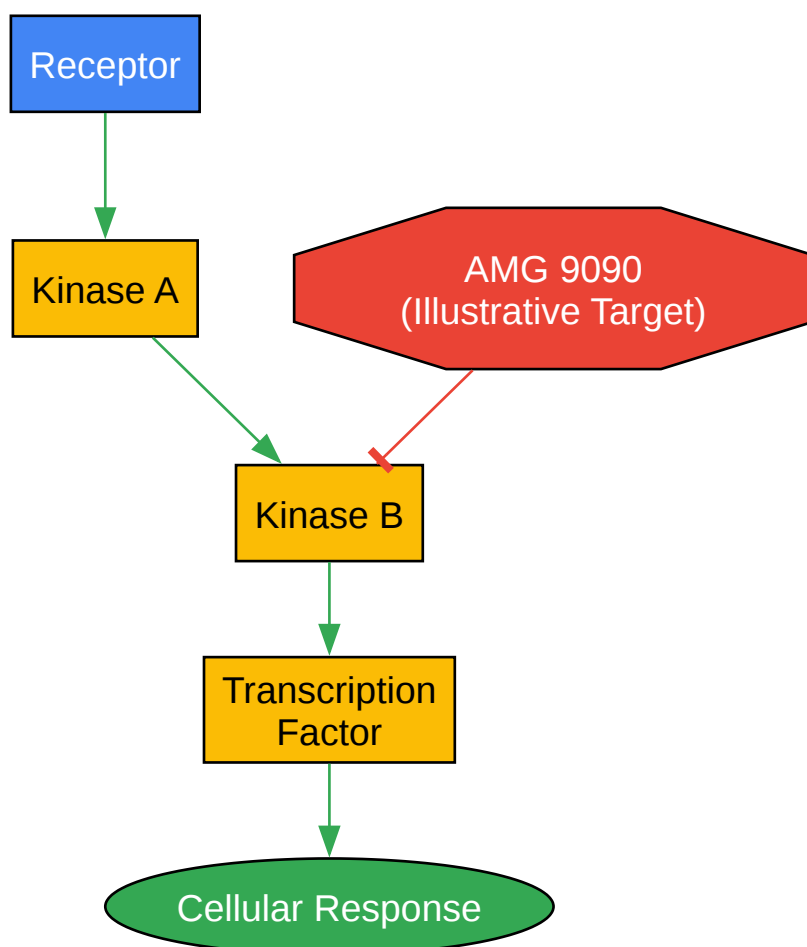 Receptor
Kinase A
AMG 9090
(Illustrative Target)
Kinase B
Transcription
Factor
Cellular Response